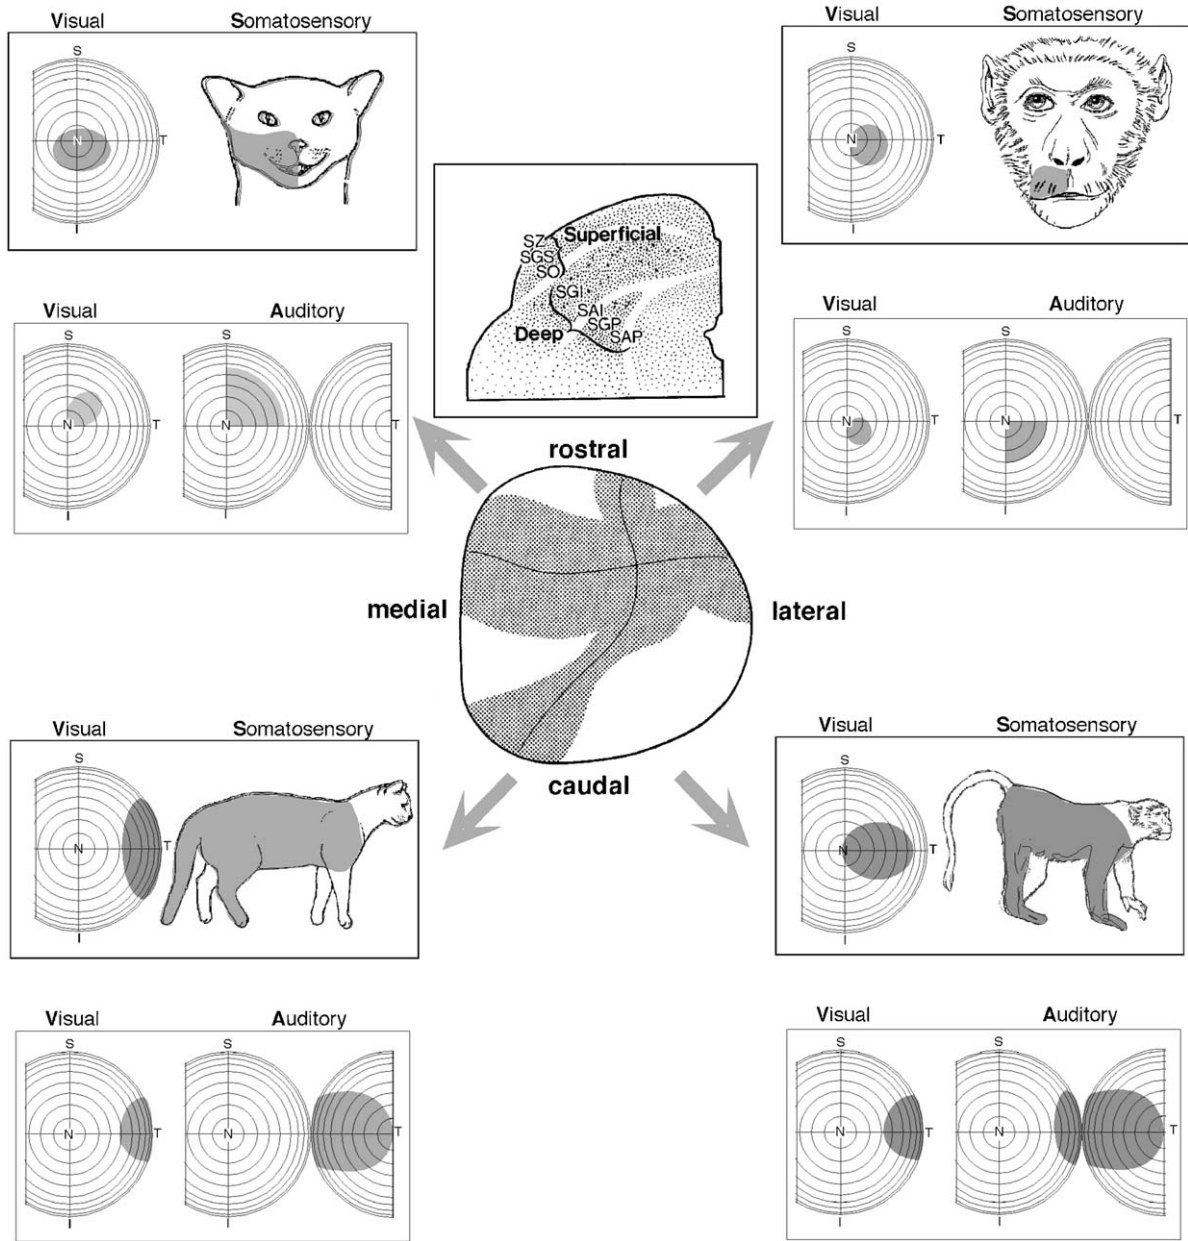 Visual Somatosensory
S
N
T
I
Visual Somatosensory
S
N
T
I
SZ Superficial
SGS
SO
SGI
SAI
Deep SGP
SAP
Visual Auditory
S S
N T N T
I I
Visual Auditory
S S
N T N T
I I
rostral
medial lateral
caudal
Visual Somatosensory
S
N T
I
Visual Somatosensory
S
N T
I
Visual Auditory
S S
N T N T
I I
Visual Auditory
S S
N T N T
I I